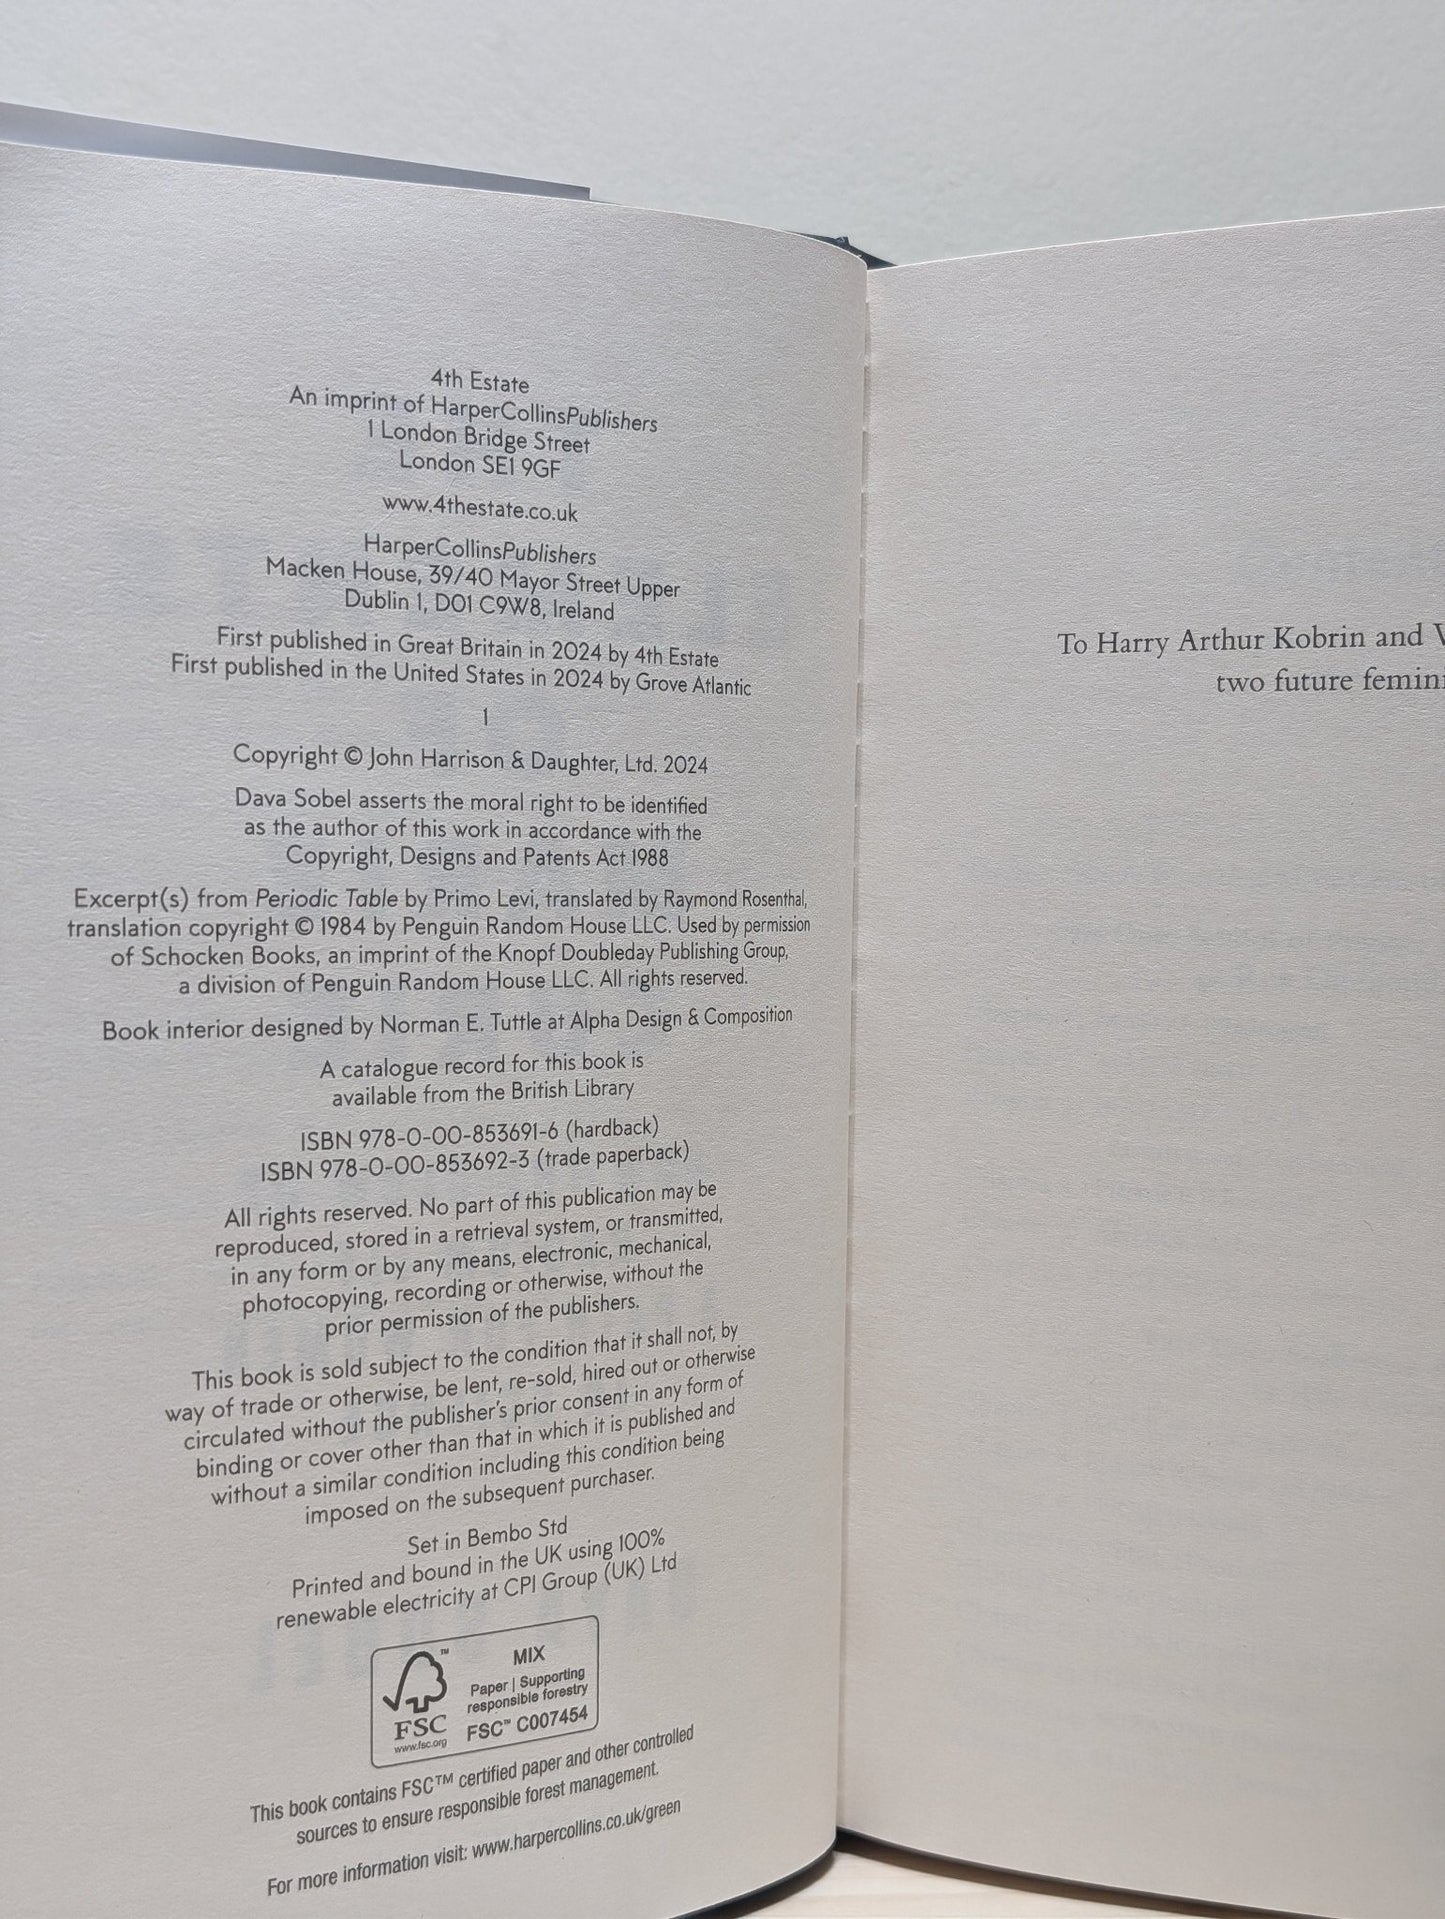 4th Estate
An imprint of HarperCollinsPublishers
1 London Bridge Street
London SE1 9GF
www.4thestate.co.uk
HarperCollinsPublishers
Macken House, 39/40 Mayor Street Upper
Dublin 1, D01 C9W8, Ireland
First published in Great Britain in 2024 by 4th Estate
First published in the United States in 2024 by Grove Atlantic
1
Copyright © John Harrison & Daughter, Ltd. 2024
Dava Sobel asserts the moral right to be identified
as the author of this work in accordance with the
Copyright, Designs and Patents Act 1988
Excerpt(s) from Periodic Table by Primo Levi, translated by Raymond Rosenthal,
translation copyright © 1984 by Penguin Random House LLC. Used by permission
of Schocken Books, an imprint of the Knopf Doubleday Publishing Group,
a division of Penguin Random House LLC. All rights reserved.
Book interior designed by Norman E. Tuttle at Alpha Design & Composition
A catalogue record for this book is
available from the British Library
ISBN 978-0-00-853691-6 (hardback)
ISBN 978-0-00-853692-3 (trade paperback)
All rights reserved. No part of this publication may be
reproduced, stored in a retrieval system, or transmitted,
in any form or by any means, electronic, mechanical,
photocopying, recording or otherwise, without the
prior permission of the publishers.
This book is sold subject to the condition that it shall not, by
way of trade or otherwise, be lent, re-sold, hired out or otherwise
circulated without the publisher's prior consent in any form of
binding or cover other than that in which it is published and
without a similar condition including this condition being
imposed on the subsequent purchaser.
Set in Bembo Std
Printed and bound in the UK using 100%
renewable electricity at CPI Group (UK) Ltd
MIX
Paper | Supporting
responsible forestry
FSC™ C007454
FSC
www.fsc.org
This book contains FSC™ certified paper and other controlled
sources to ensure responsible forest management.
For more information visit: www.harpercollins.co.uk/green
To Harry Arthur Kobrin and
two future